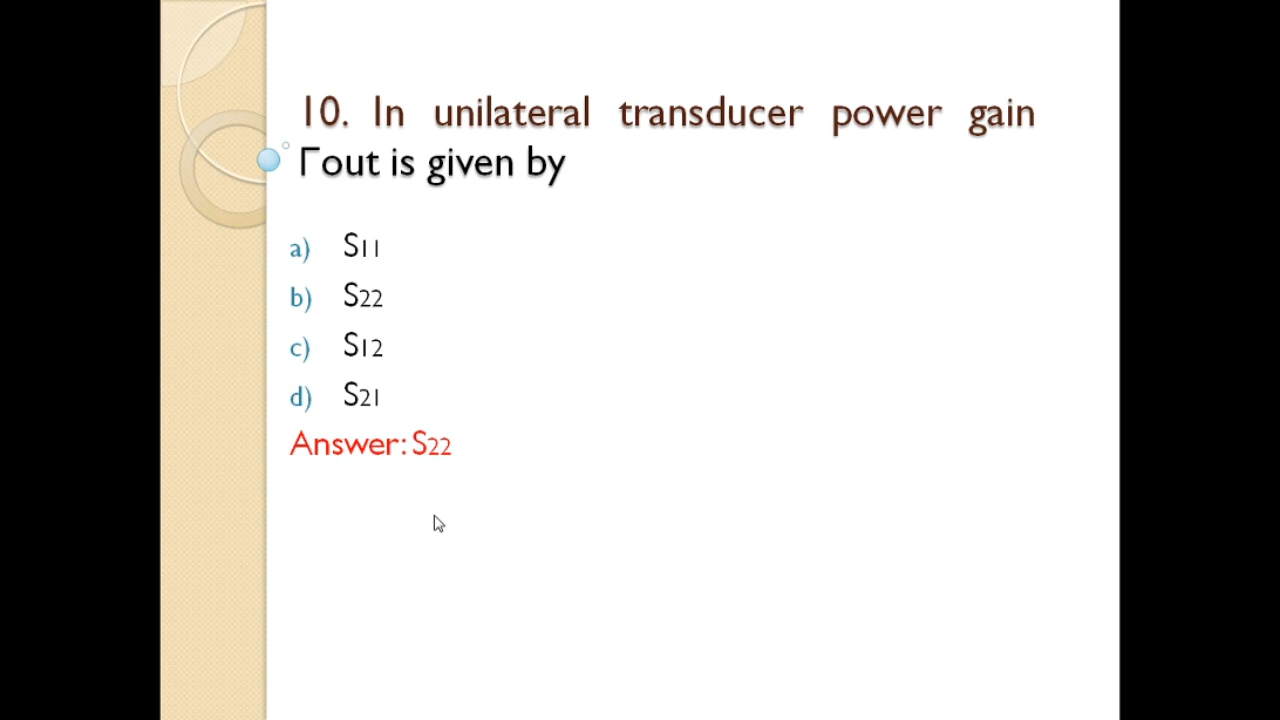 10. In unilateral transducer power gain
Γout is given by
a) S11
b) S22
c) S12
d) S21
Answer: S22